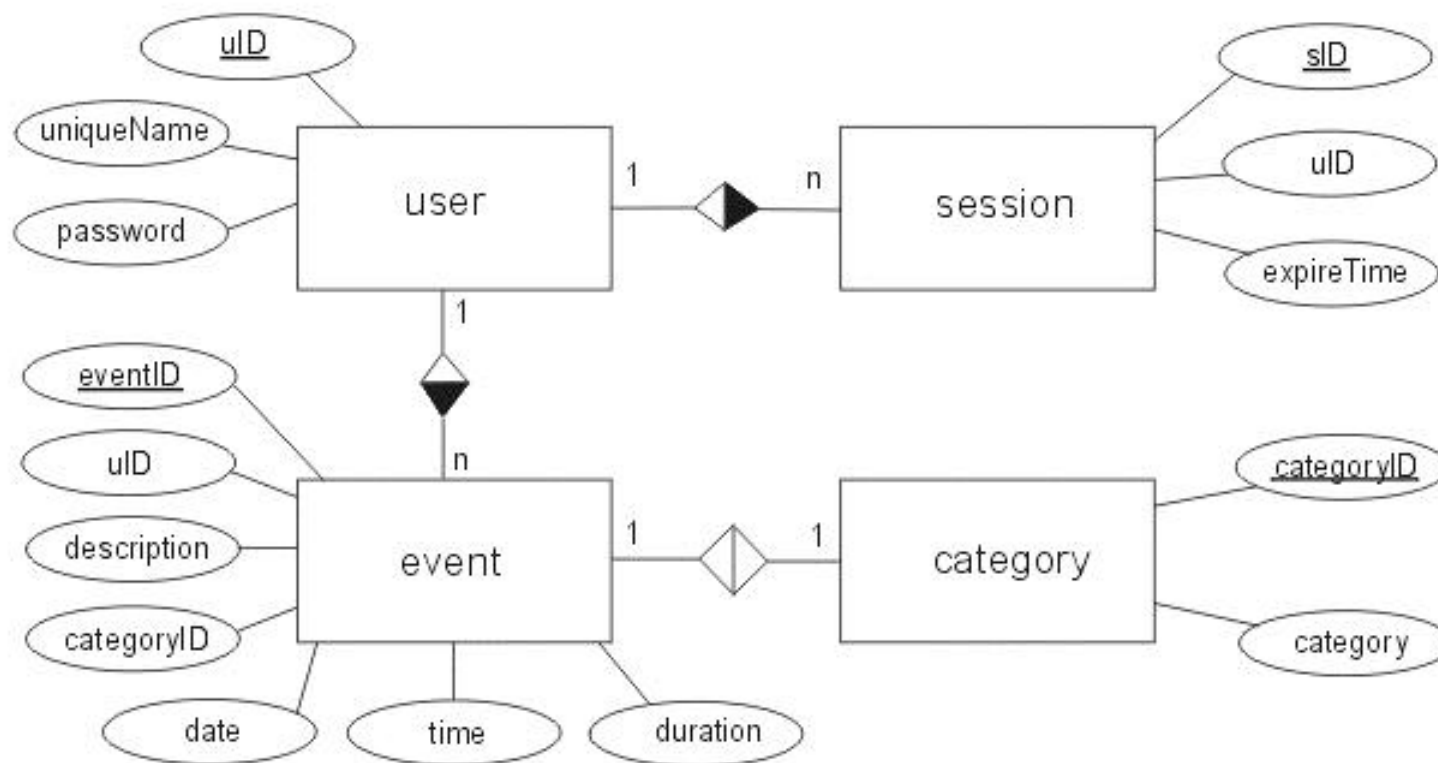 uID
uniqueName
password
user
1
n
session
sID
uID
expireTime
1
n
eventID
uID
description
categoryID
date
time
duration
event
1
1
category
categoryID
category